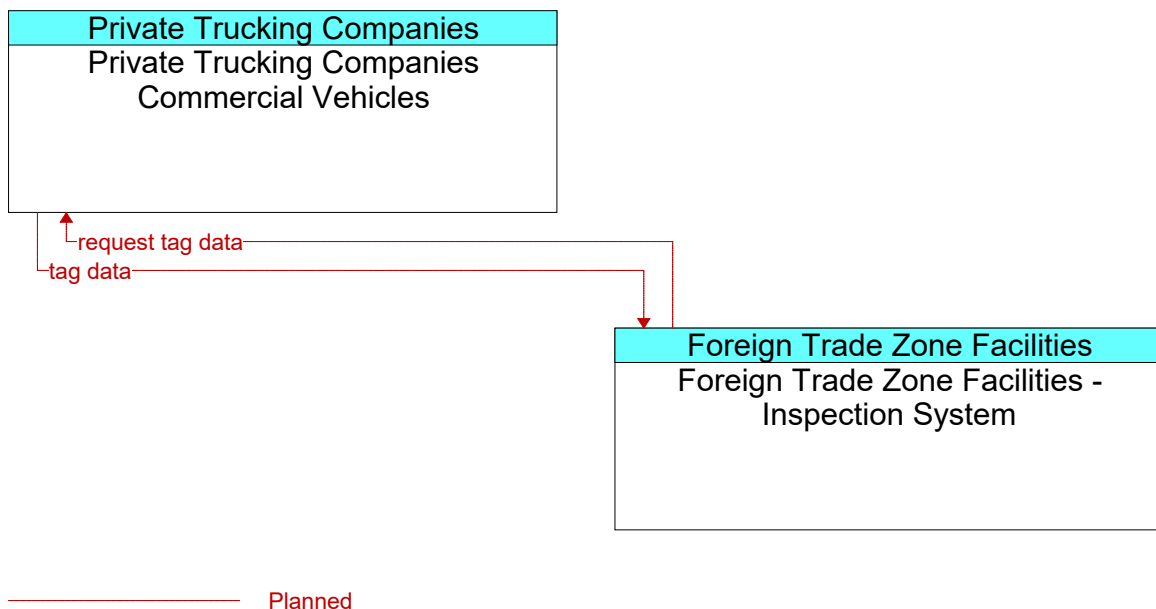 Private Trucking Companies
Private Trucking Companies
Commercial Vehicles
request tag data
tag data
Foreign Trade Zone Facilities
Foreign Trade Zone Facilities -
Inspection System
Planned